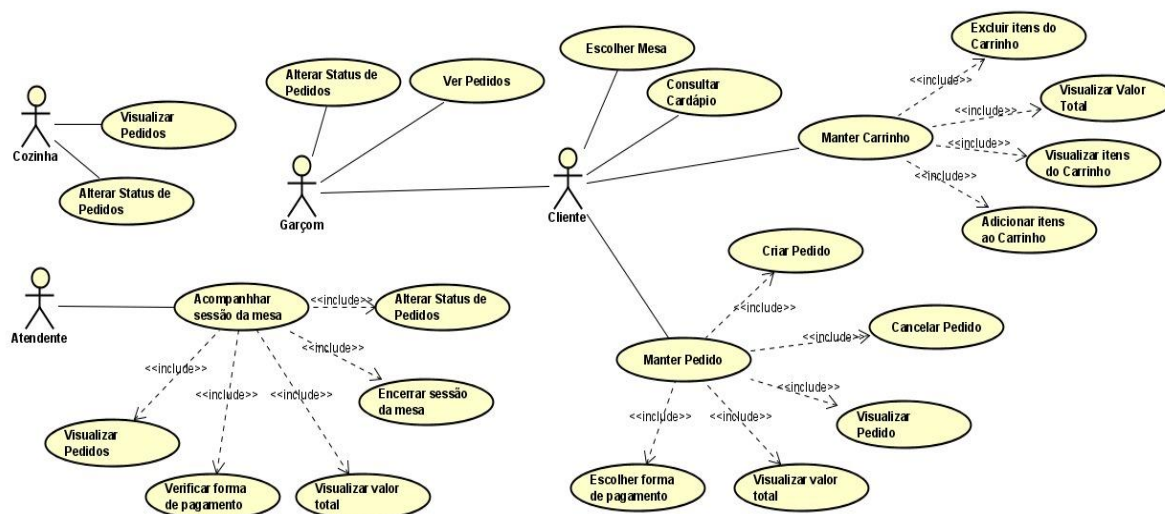 Excluir itens do
Carrinho
Escolher Mesa
<<include>>
Alterar Status de
Pedidos
Ver Pedidos
Consultar
Cardápio
Visualizar Valor
Total
<<include>>
Visualizar
Pedidos
Manter Carrinho
Cozinha
<<include>>
Visualizar itens
do Carrinho
<<include>>
Alterar Status de
Pedidos
Garçom
Cliente
Adicionar itens
ao Carrinho
Criar Pedido
Acompanhhar
sessão da mesa
<<include>>
Alterar Status de
Pedidos
<<include>>
Cancelar Pedido
Atendente
<<include>>
<<include>>
Manter Pedido
<<include>>
<<include>>
<<include>>
<<include>>
Encerrar sessão
da mesa
<<include>>
<<include>>
<<include>>
Visualizar
Pedido
Visualizar
Pedidos
Verificar forma
de pagamento
Visualizar valor
total
Escolher forma
de pagamento
Visualizar valor
total